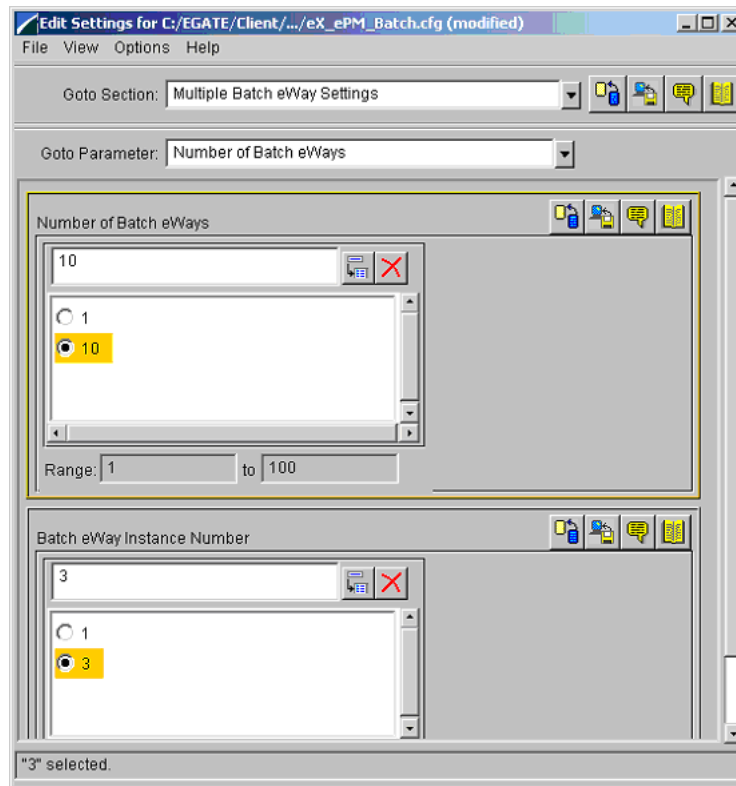 Edit Settings for C:/EGATE/Client/.../eX_ePM_Batch.cfg (modified)
File View Options Help
Goto Section: Multiple Batch eWay Settings
Goto Parameter: Number of Batch eWays
Number of Batch eWays
10
1
10
Range: 1 to 100
Batch eWay Instance Number
3
1
3
"3" selected.